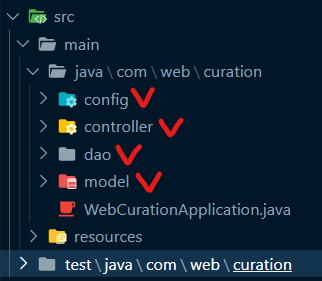 src
main
java\com\web\curation
config
controller
dao
model
WebCurationApplication.java
resources
test\java\com\web\curation